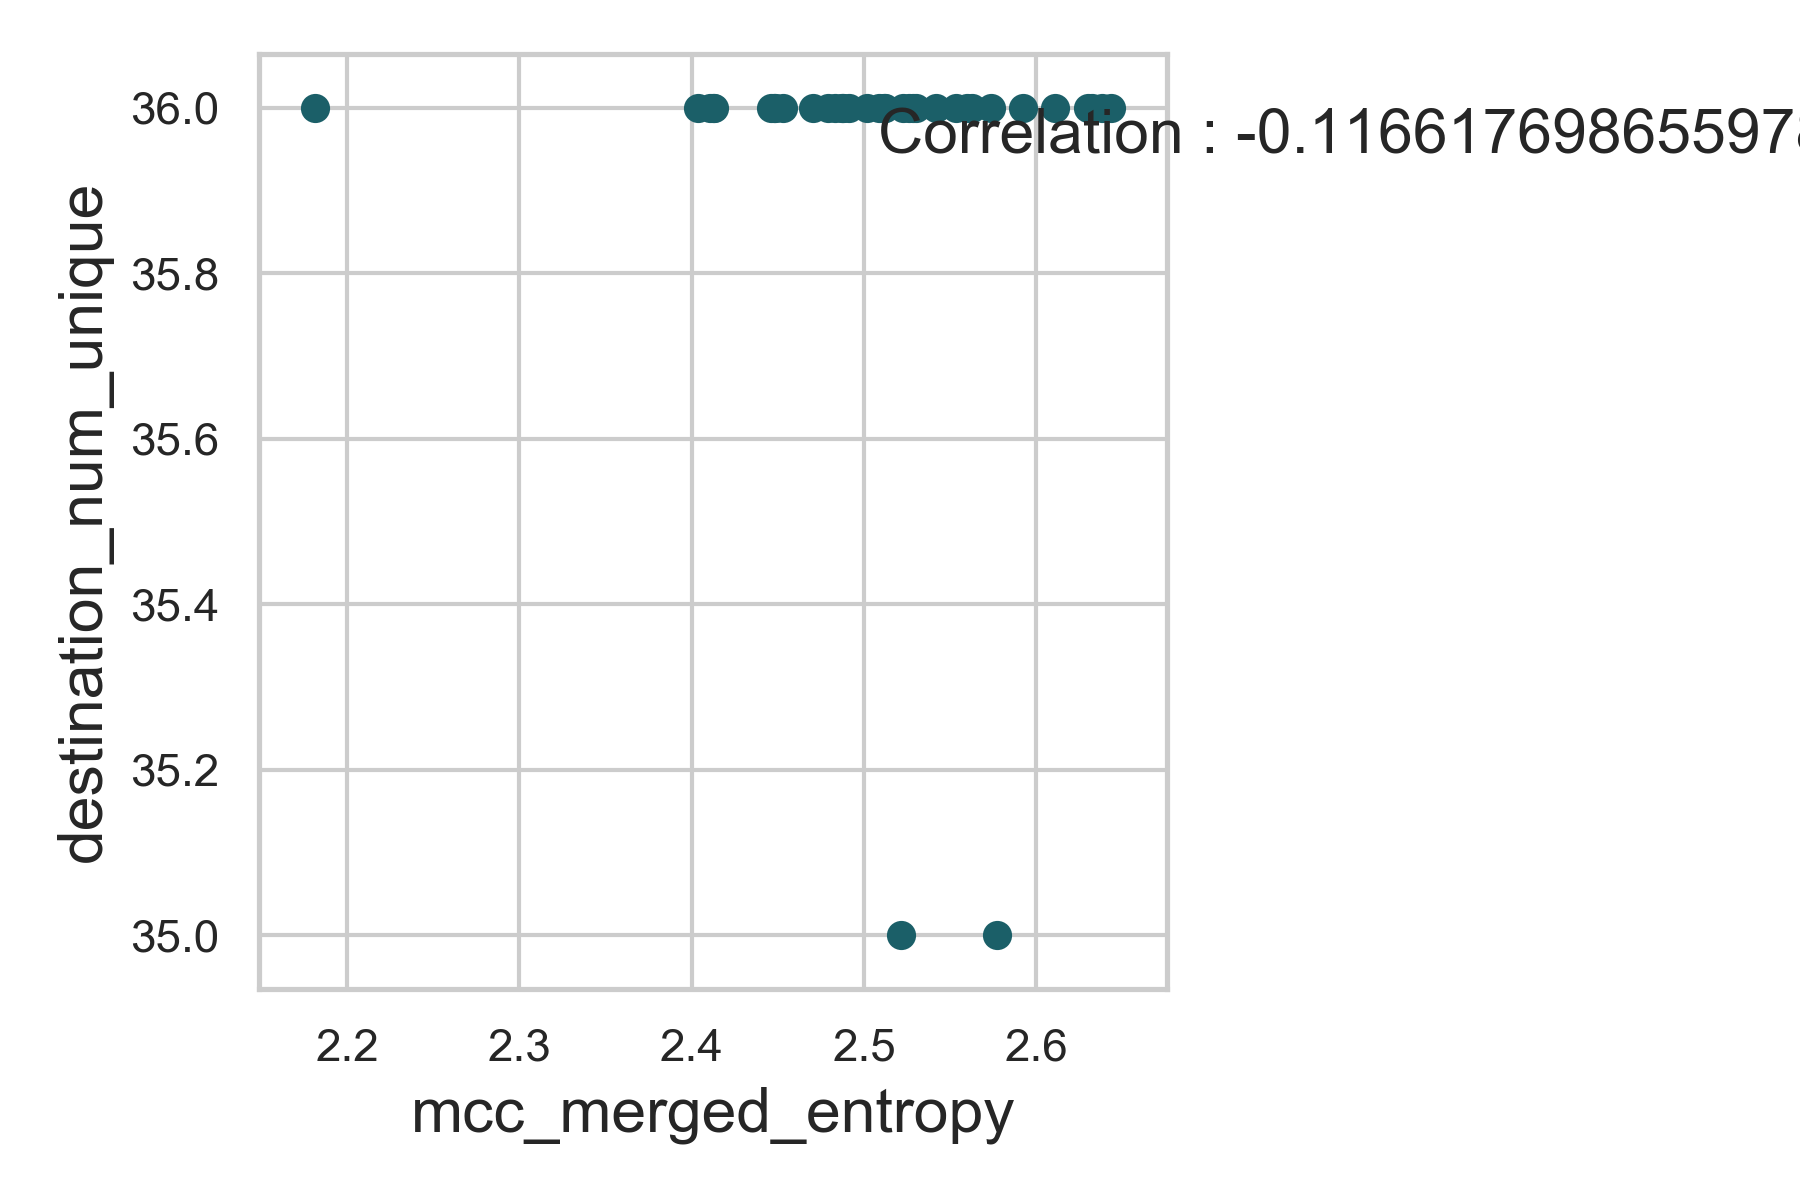 36.0
Correlation : -0.116617698655978
35.8
35.6
35.4
35.2
35.0
destination_num_unique
2.2 2.3 2.4 2.5 2.6
mcc_merged_entropy